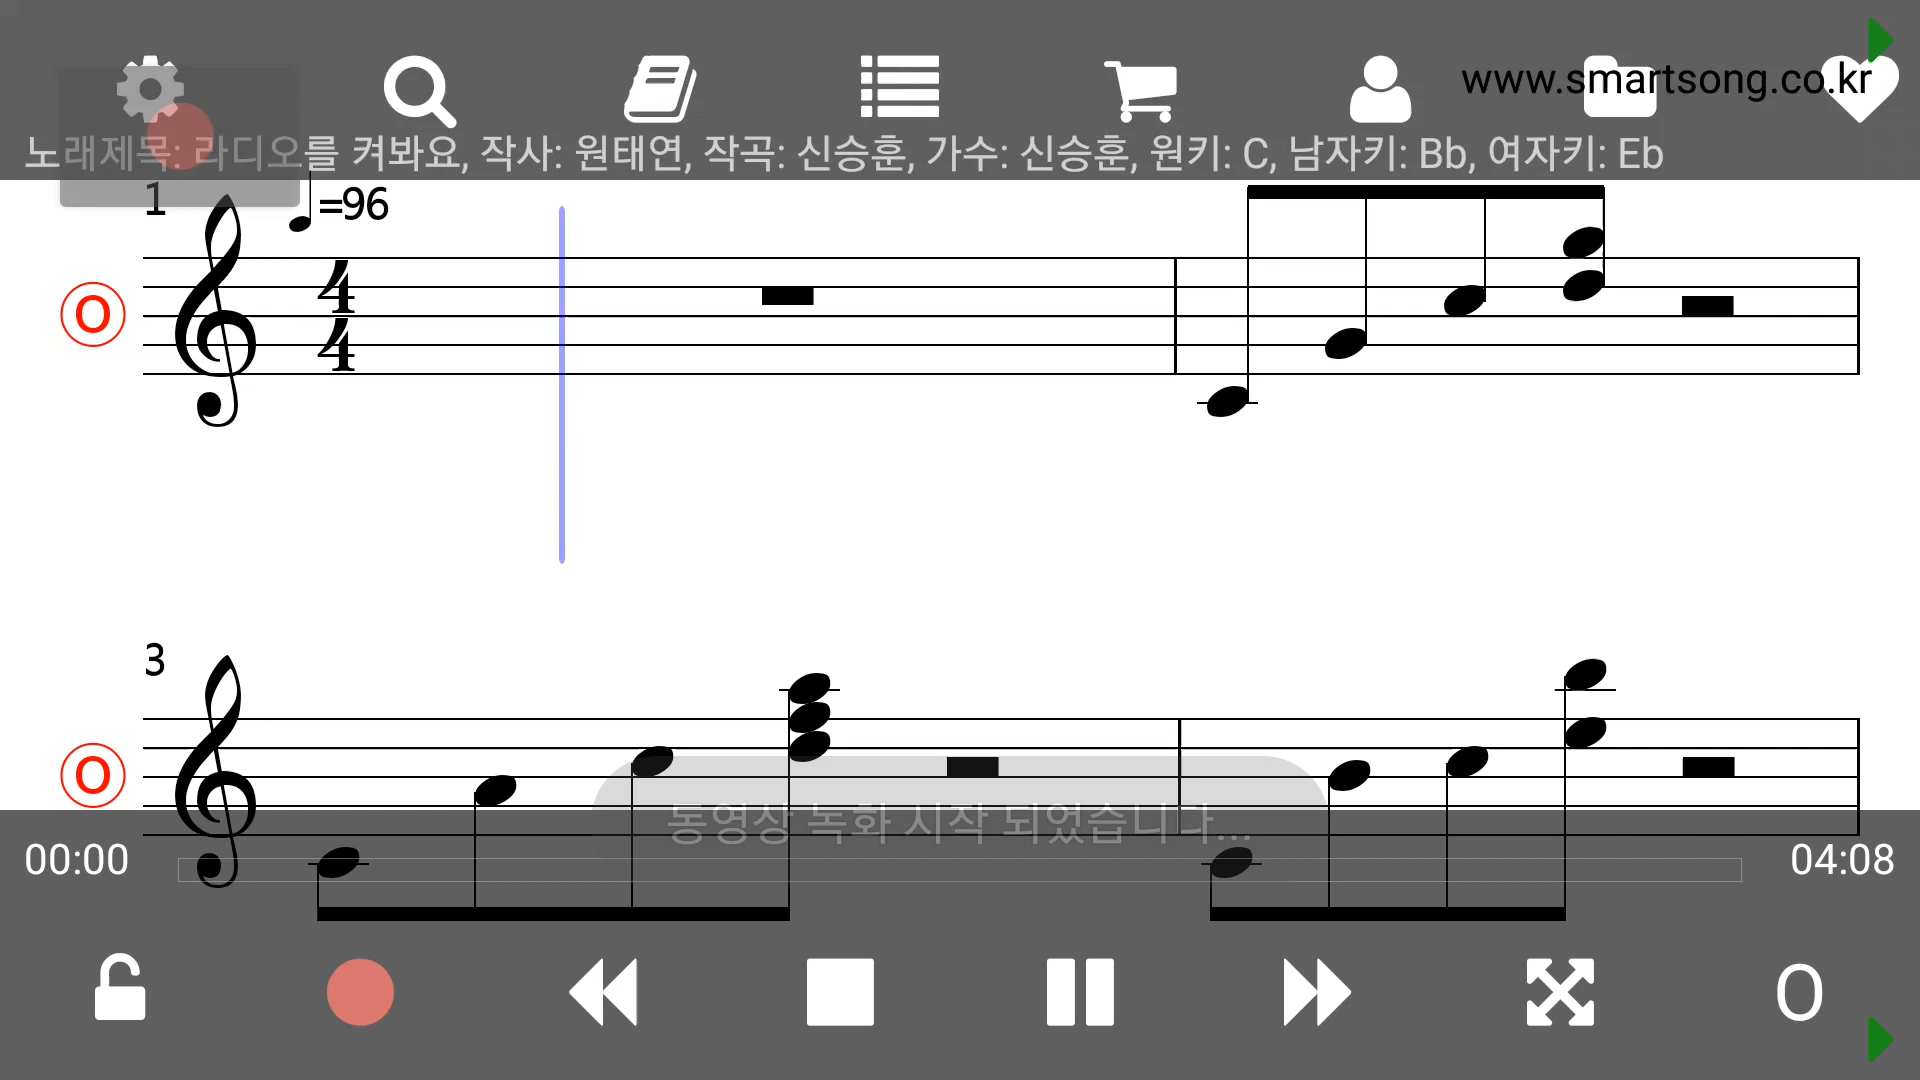 www.smartsong.co.kr
노래제목: 라디오를 켜봐요, 작사: 원태연, 작곡: 신승훈, 가수: 신승훈, 원키: C, 남자키: Bb, 여자키: Eb
1
=96
4
4
O
3
O
동영상 녹화 시작 되었습니다...
00:00
04:08
O